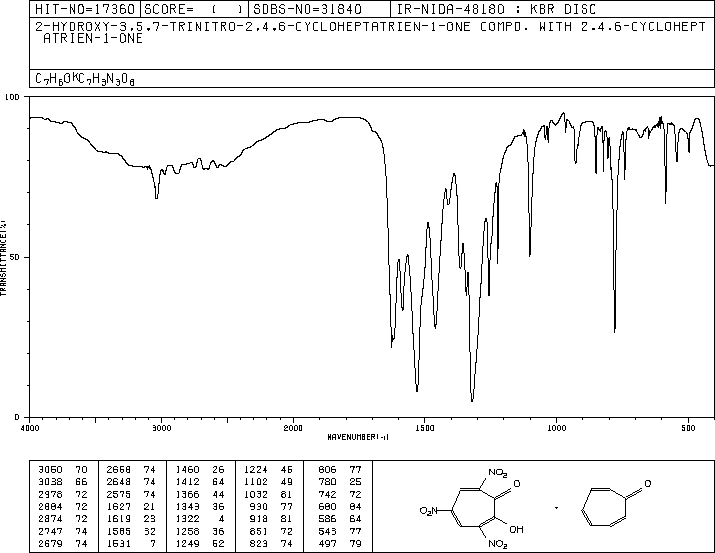 HIT-NO=17360 SCORE= ( ) SDBS-NO=31840 IR-NIDA-48180 : KBR DISC
2-HYDROXY-3,5,7-TRINITRO-2,4,6-CYCLOHEPTATRIEN-1-ONE COMPD. WITH 2,4,6-CYCLOHEPT
ATRIEN-1-ONE
100
TRANSMITTANCE(%)
50
0
4000 3000 2000 1500 1000 500
WAVENUMBER(-1)
3060 70 2668 74 1460 26 1224 46 806 77
3038 66 2648 74 1412 64 1102 49 780 25
2978 72 2575 74 1366 44 1032 81 742 72
2884 72 1627 21 1343 36 930 77 680 84
2874 72 1619 23 1322 4 918 81 586 64
2747 74 1585 32 1258 36 851 72 543 77
2679 74 1531 7 1249 52 823 74 497 79
NO2
O
O2N
OH
NO2
O